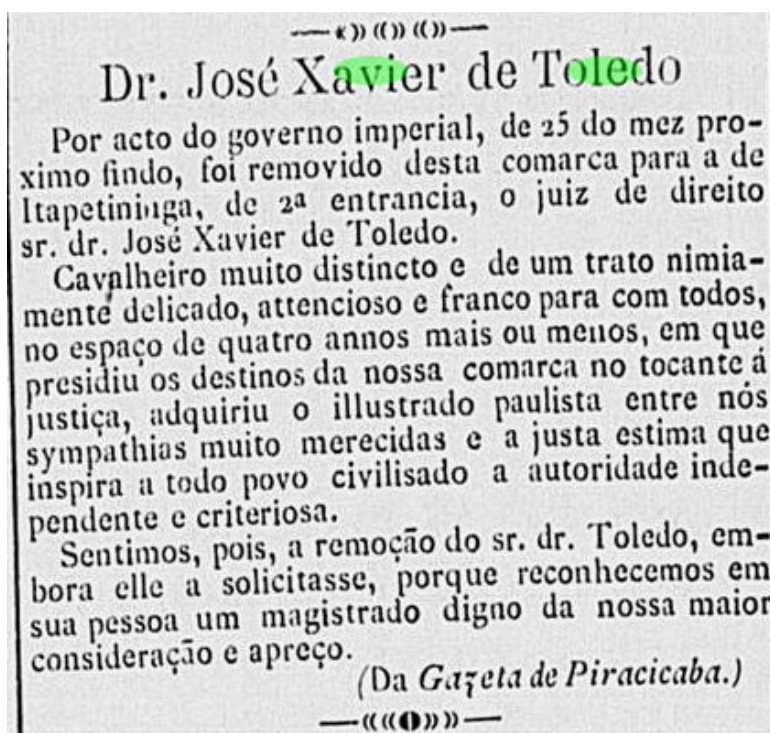 Dr. José Xavier de Toledo
Por acto do governo imperial, de 25 do mez pro-
ximo findo, foi removido desta comarca para a de
Itapetininga, de 2ª entrancia, o juiz de direito
sr. dr. José Xavier de Toledo.
Cavalheiro muito distincto e de um trato nimia-
mente delicado, attencioso e franco para com todos,
no espaço de quatro annos mais ou menos, em que
presidiu os destinos da nossa comarca no tocante á
justiça, adquiriu o illustrado paulista entre nós
sympathias muito merecidas e a justa estima que
inspira a todo povo civilisado a autoridade inde-
pendente e criteriosa.
Sentimos, pois, a remoção do sr. dr. Toledo, em-
bora elle a solicitasse, porque reconhecemos em
sua pessoa um magistrado digno da nossa maior
consideração e apreço.
(Da Gazeta de Piracicaba.)